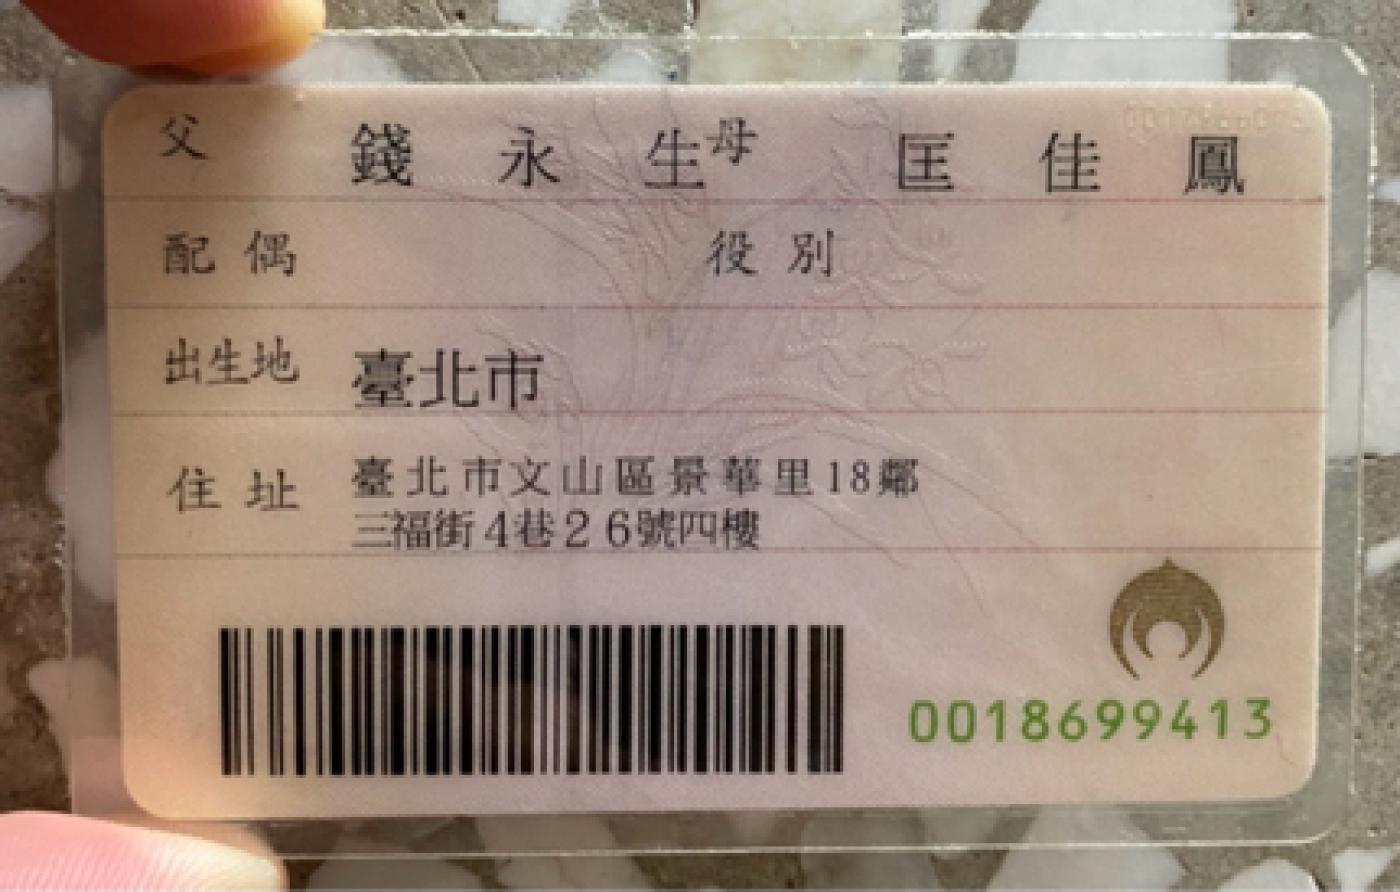 父 錢永生 母 匡佳鳳
配偶 役別
出生地 臺北市
住址 臺北市文山區景華里18鄰
三福街4巷26號四樓
0018699413